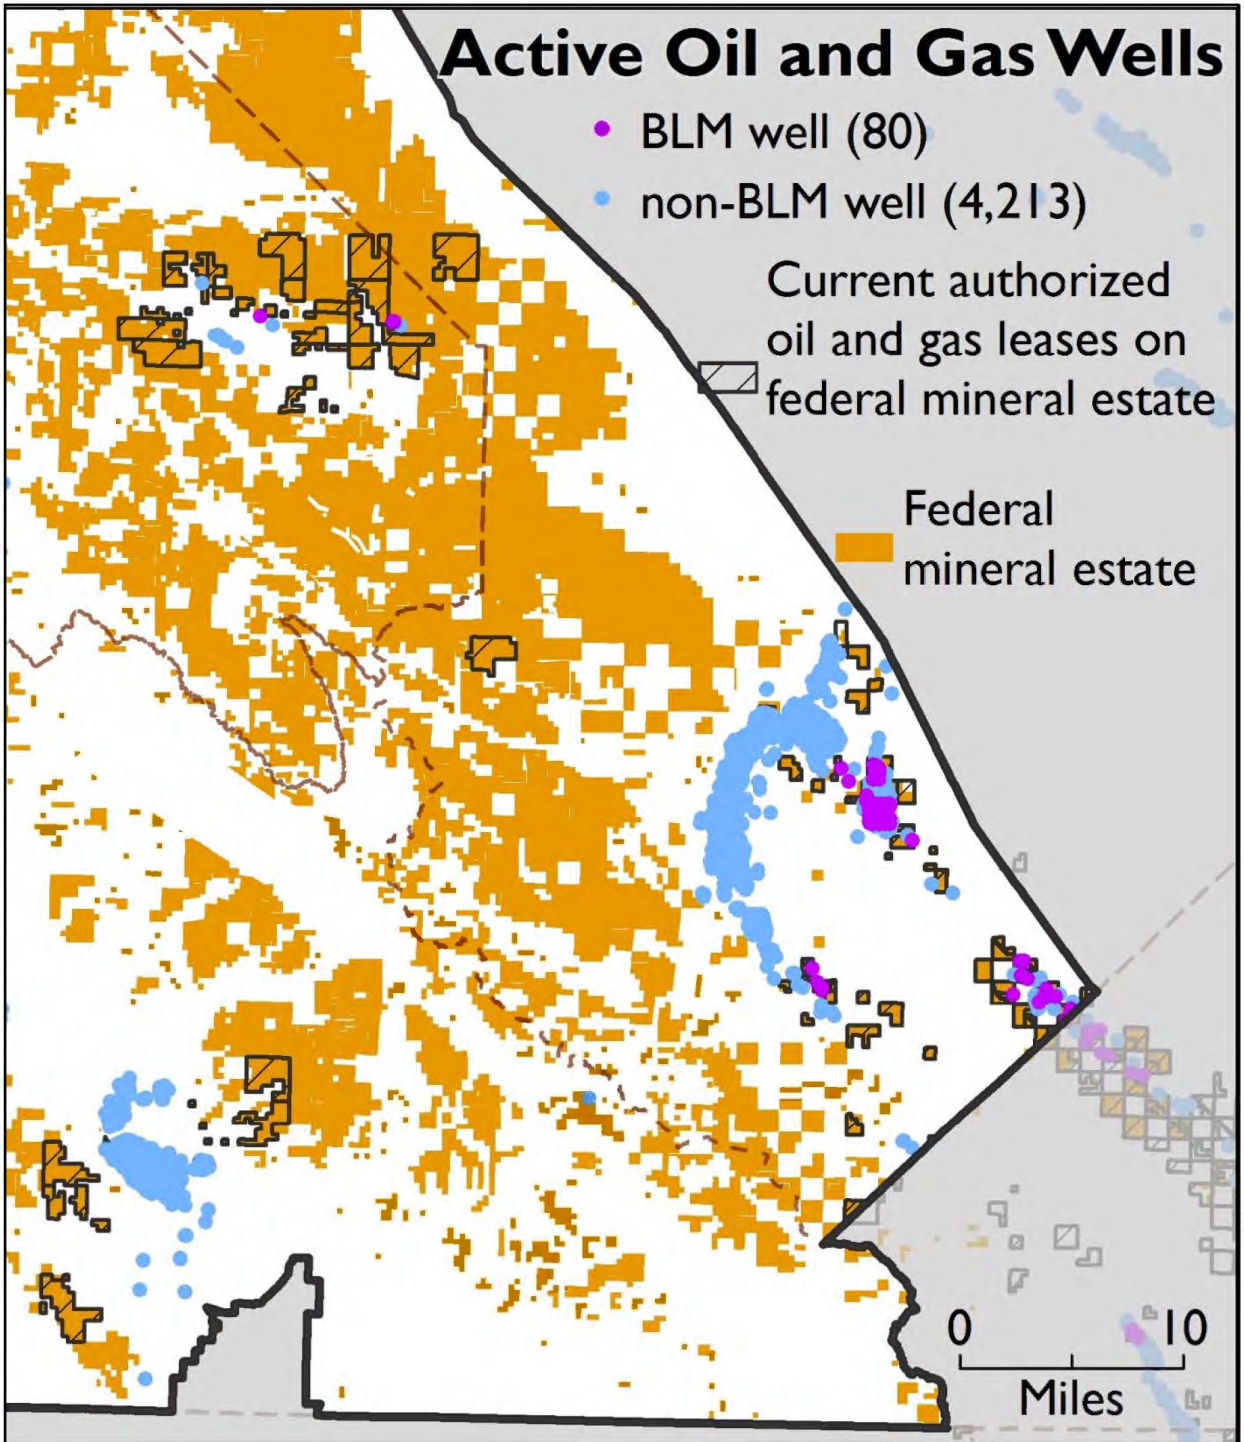 Active Oil and Gas Wells
BLM well (80)
non-BLM well (4,213)
Current authorized
oil and gas leases on
federal mineral estate
Federal
mineral estate
0 10
Miles